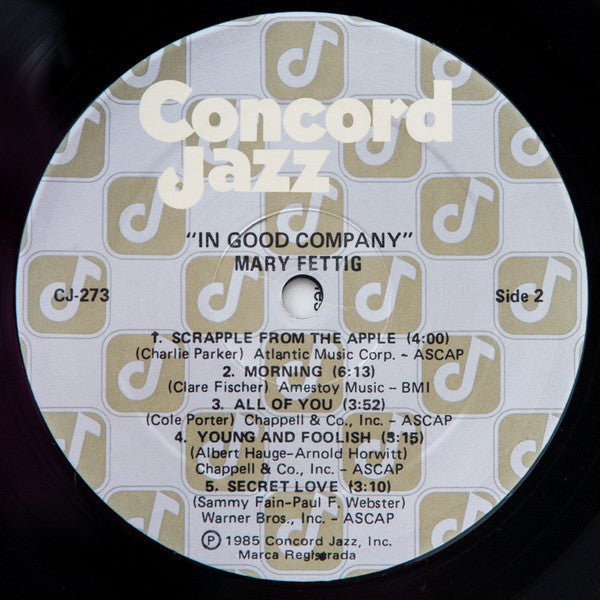 Concord
Jazz
"IN GOOD COMPANY"
MARY FETTIG
CJ-273
Side 2
1. SCRAPPLE FROM THE APPLE (4:00)
(Charlie Parker) Atlantic Music Corp. ~ ASCAP
2. MORNING (6:13)
(Clare Fischer) Amestoy Music – BMI
3. ALL OF YOU (3:52)
(Cole Porter) Chappell & Co., Inc. – ASCAP
4. YOUNG AND FOOLISH (5:15)
(Albert Hauge-Arnold Horwitt)
Chappell & Co., Inc. – ASCAP
5. SECRET LOVE (3:10)
(Sammy Fain-Paul F. Webster)
Warner Bros., Inc. – ASCAP
Ⓟ 1985 Concord Jazz, Inc.
Marca Registrada